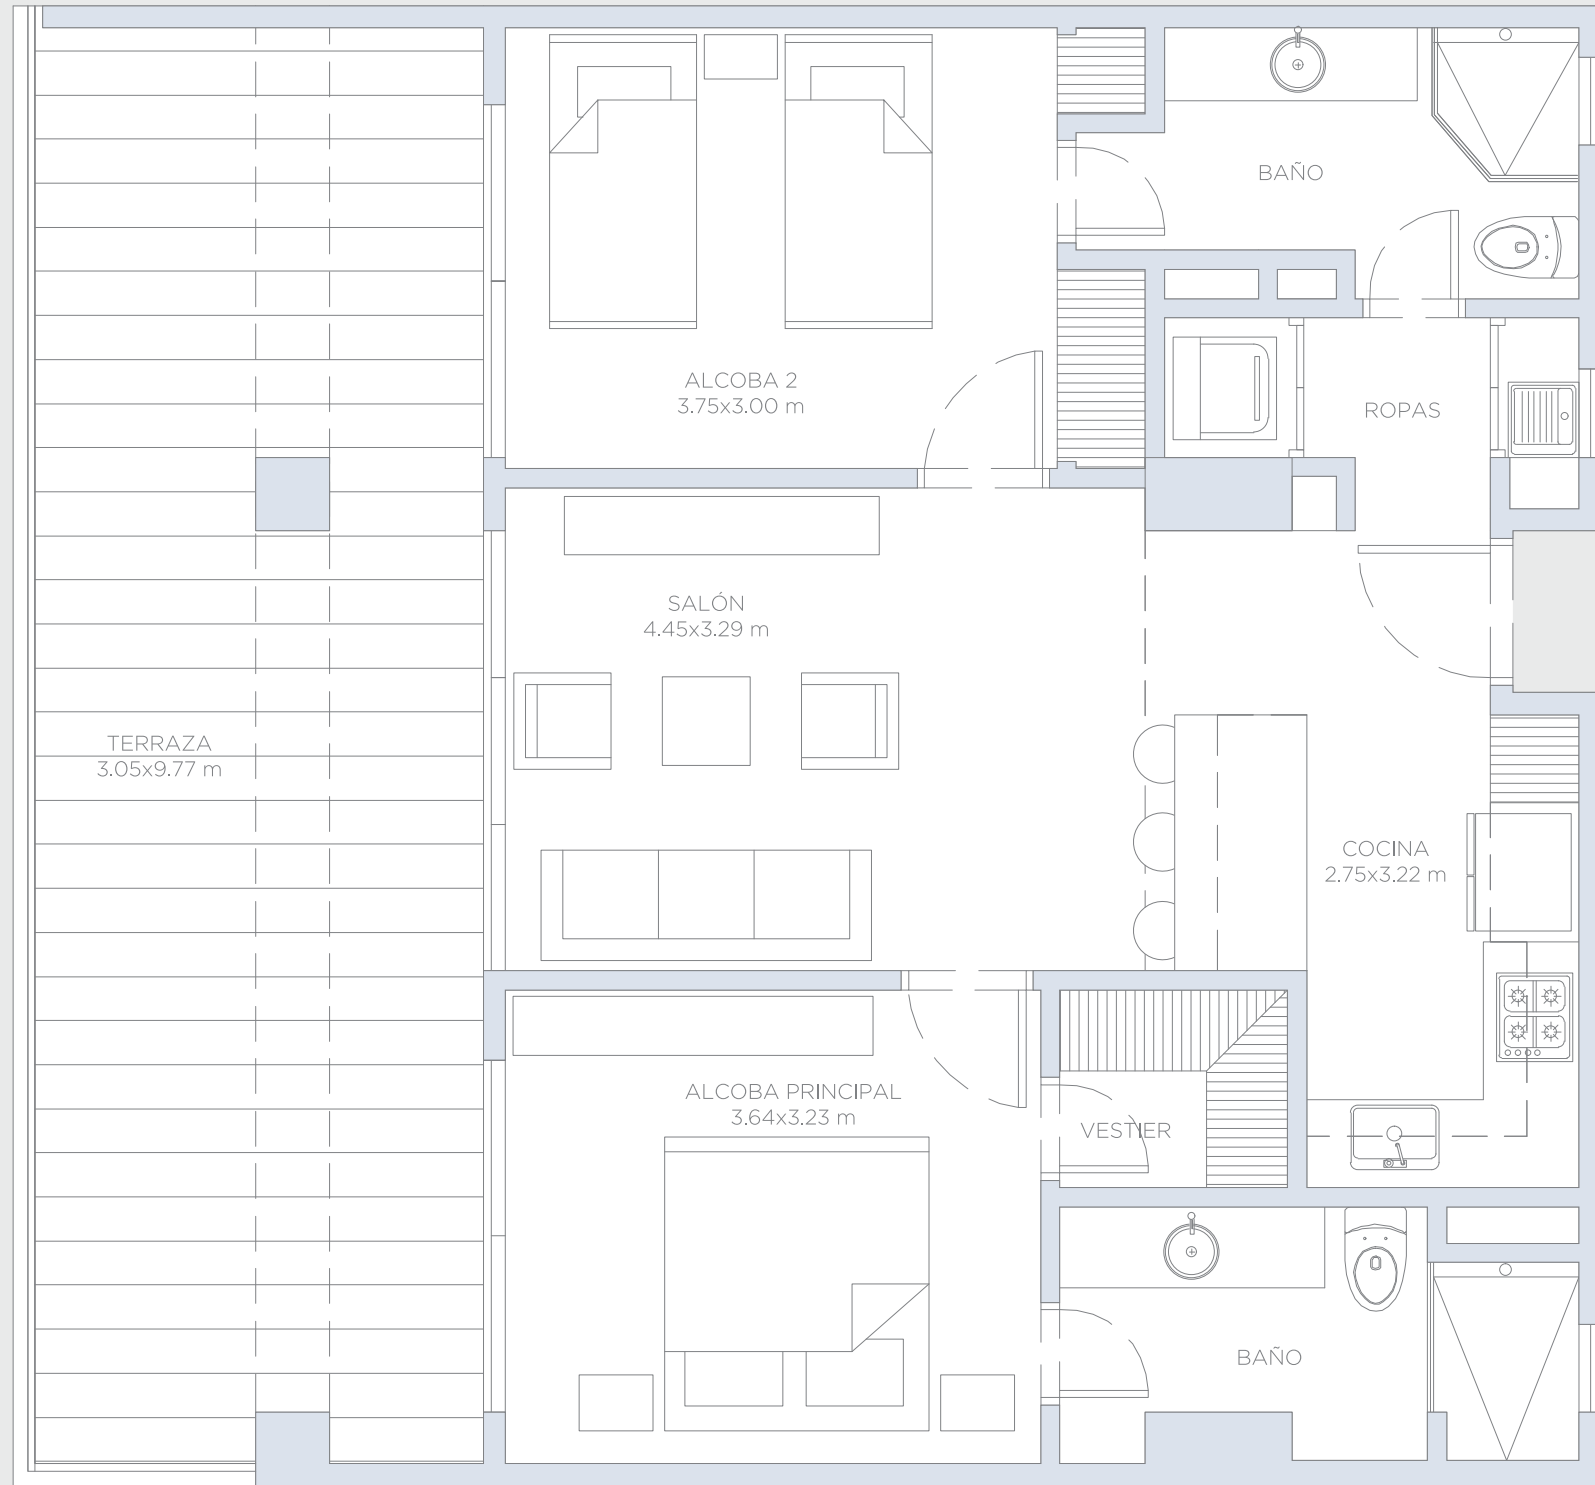 BAÑO
ALCOBA 2
3.75x3.00 m
ROPAS
SALÓN
4.45x3.29 m
TERRAZA
3.05x9.77 m
COCINA
2.75x3.22 m
ALCOBA PRINCIPAL
3.64x3.23 m
VESTIER
BAÑO